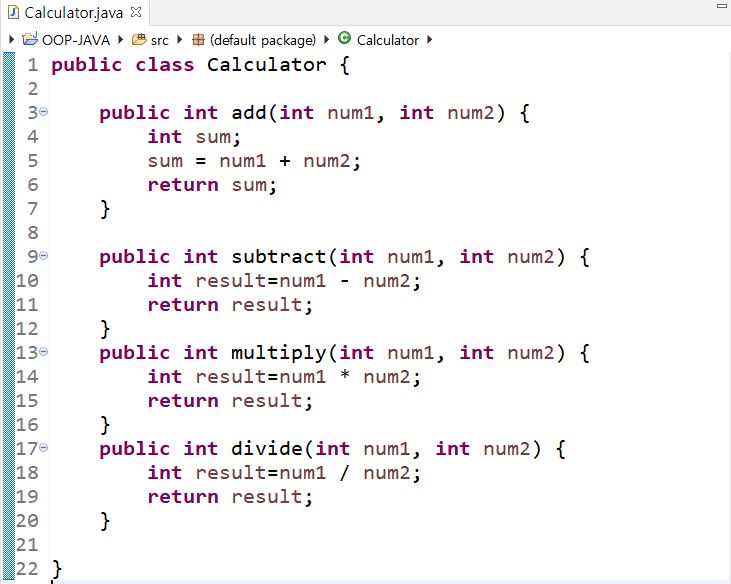 Calculator.java
OOP-JAVA src (default package) Calculator
1 public class Calculator {
2
3 public int add(int num1, int num2) {
4 int sum;
5 sum = num1 + num2;
6 return sum;
7 }
8
9 public int subtract(int num1, int num2) {
10 int result=num1 - num2;
11 return result;
12 }
13 public int multiply(int num1, int num2) {
14 int result=num1 * num2;
15 return result;
16 }
17 public int divide(int num1, int num2) {
18 int result=num1 / num2;
19 return result;
20 }
21
22 }